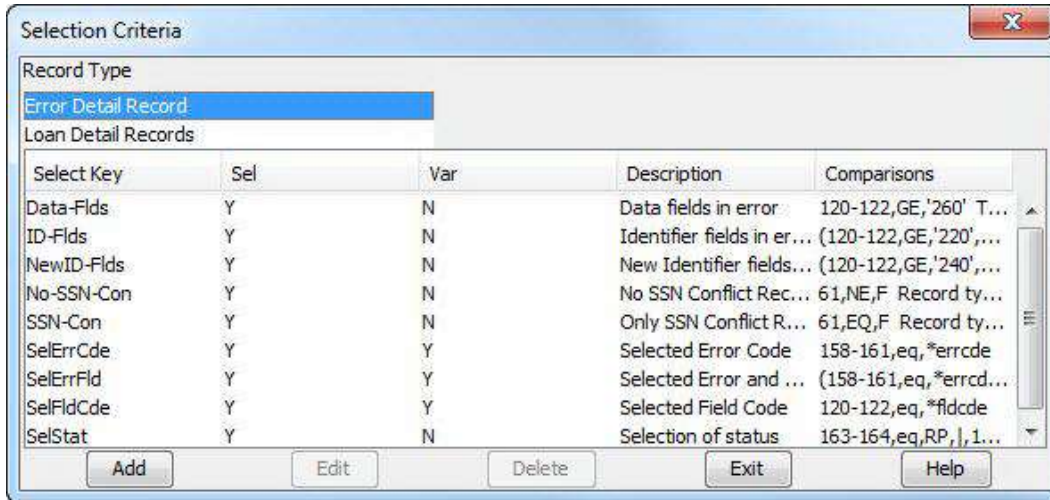 Selection Criteria
Record Type
Error Detail Record
Loan Detail Records
Select Key Sel Var Description Comparisons
Data-Flds Y N Data fields in error 120-122,GE,'260' T...
ID-Flds Y N Identifier fields in er... (120-122,GE,'220',...
NewID-Flds Y N New Identifier fields... (120-122,GE,'240',...
No-SSN-Con Y N No SSN Conflict Rec... 61,NE,F Record ty...
SSN-Con Y N Only SSN Conflict R... 61,EQ,F Record ty...
SelErrCde Y Y Selected Error Code 158-161,eq,*errcde
SelErrFld Y Y Selected Error and ... (158-161,eq,*errcd...
SelFldCde Y Y Selected Field Code 120-122,eq,*fldcde
SelStat Y N Selection of status 163-164,eq,RP,|,1...
Add Edit Delete Exit Help